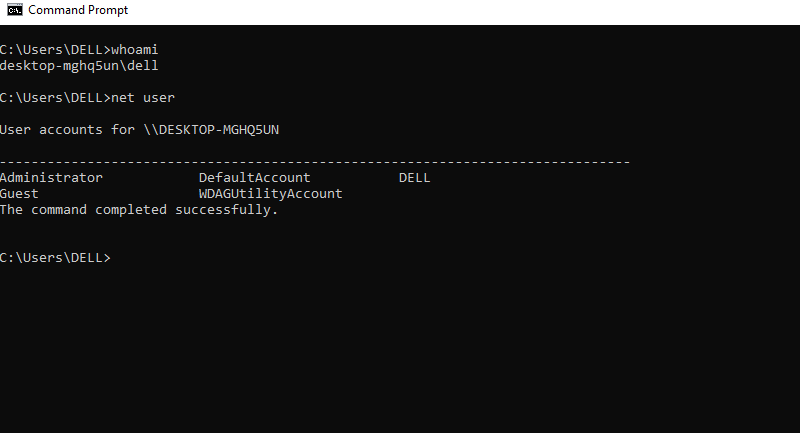 Command Prompt
C:\Users\DELL>whoami
desktop-mghq5un\dell
C:\Users\DELL>net user
User accounts for \\DESKTOP-MGHQ5UN
-------------------------------------------------------------------------------
Administrator            DefaultAccount           DELL
Guest                    WDAGUtilityAccount
The command completed successfully.
C:\Users\DELL>